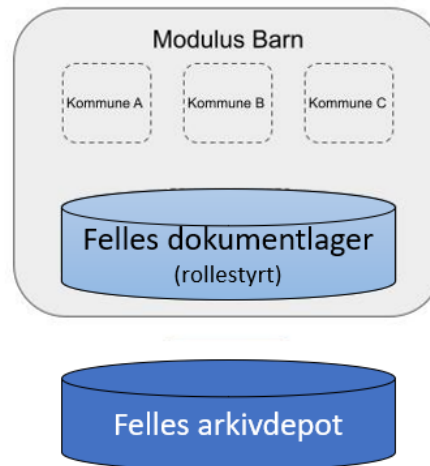 Modulus Barn
Kommune A
Kommune B
Kommune C
Felles dokumentlager
(rollestyrt)
Felles arkivdepot